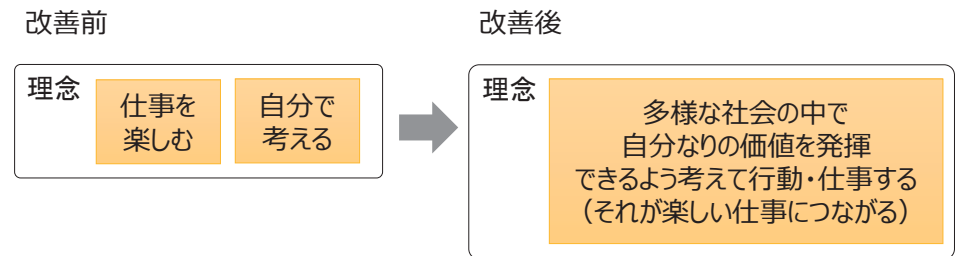 改善前
理念
仕事を
楽しむ
自分で
考える
改善後
理念
多様な社会の中で
自分なりの価値を発揮
できるよう考えて行動・仕事する
（それが楽しい仕事につながる）